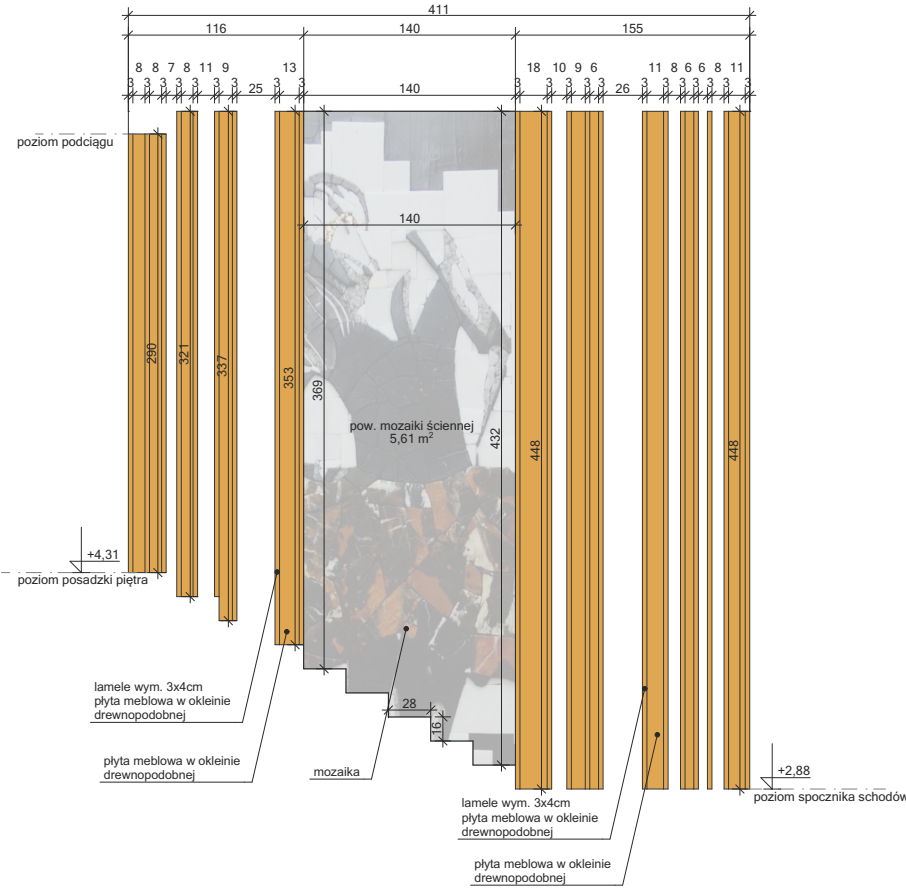 411
116 140 155
8 8 7 8 11 9 13 18 10 9 6 11 8 6 6 8 11
3 3 3 3 3 3 3 25 3 3 140 3 3 3 3 3 26 3 3 3 3 3 3 3
poziom podciągu
140
290
321
337
353
369
pow. mozaiki ściennej
5,61 m²
432
448
448
+4,31
poziom posadzki piętra
lamele wym. 3x4cm
płyta meblowa w okleinie
drewnopodobnej
28
16
płyta meblowa w okleinie
drewnopodobnej
mozaika
+2,88
poziom spocznika schodów
lamele wym. 3x4cm
płyta meblowa w okleinie
drewnopodobnej
płyta meblowa w okleinie
drewnopodobnej